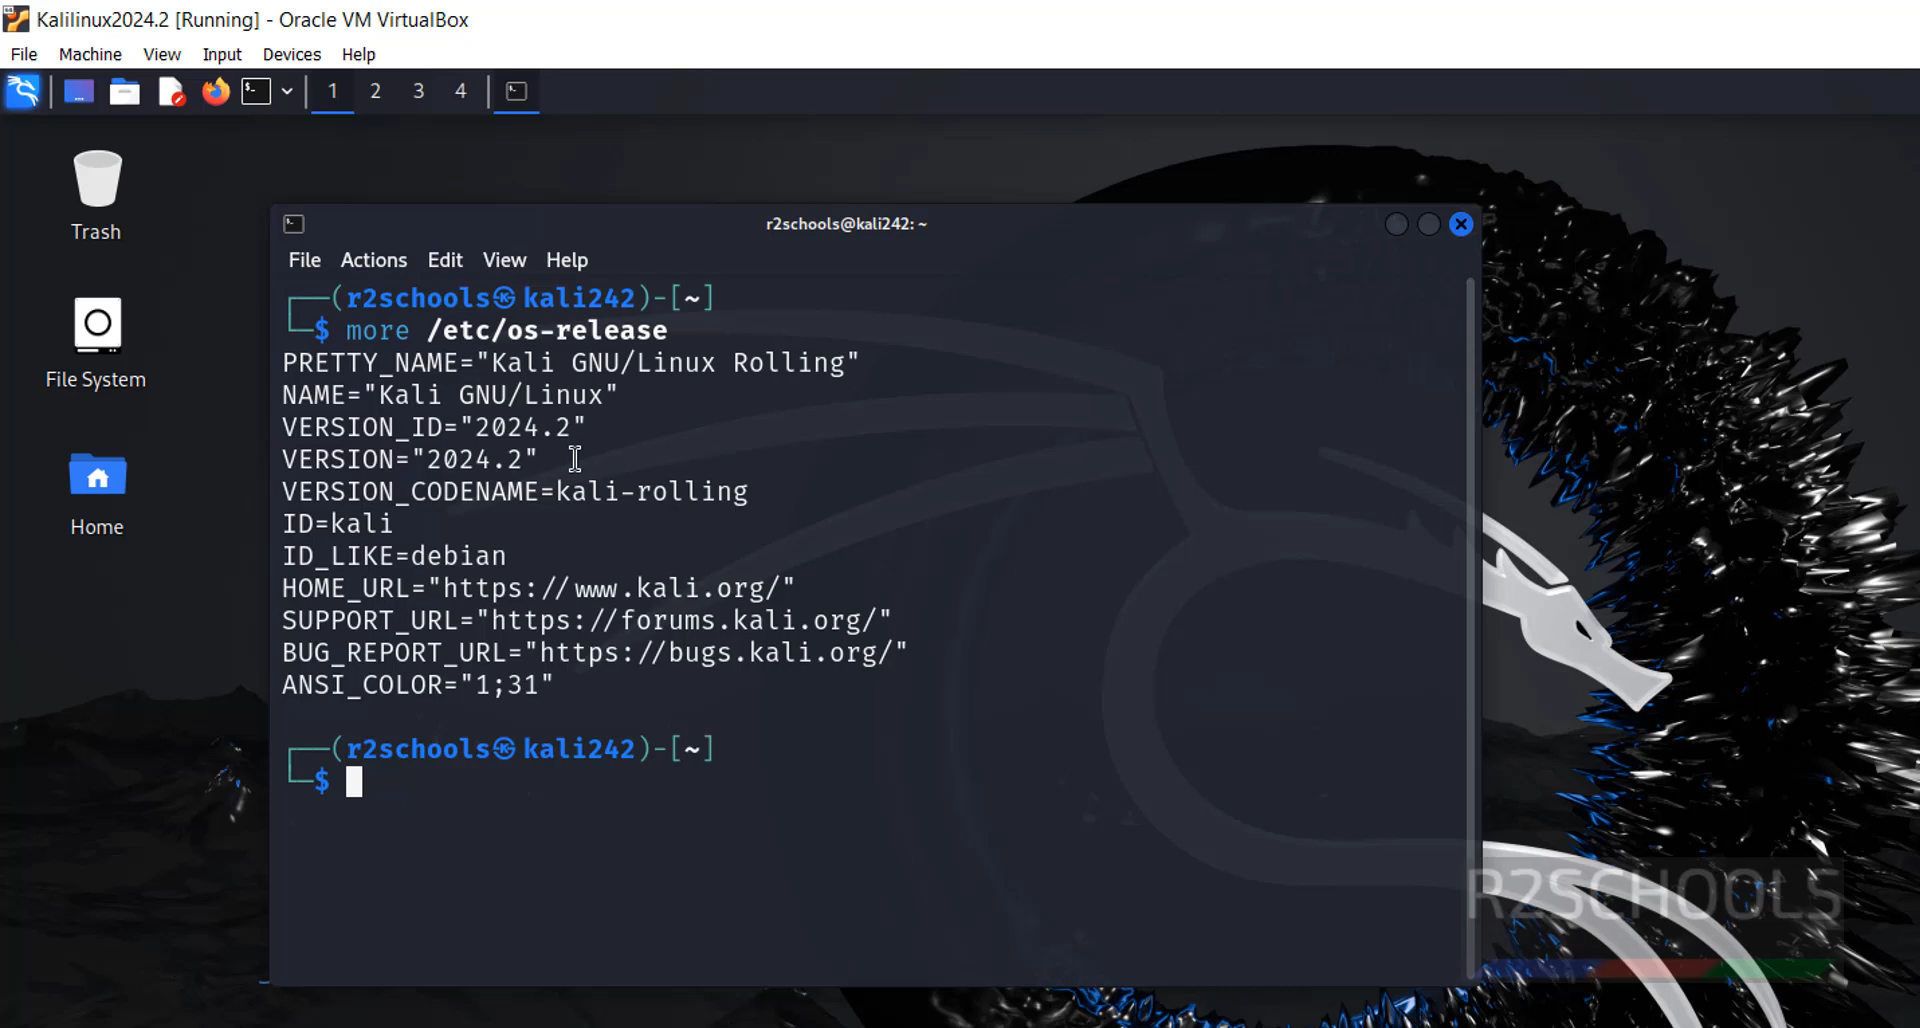 Kalilinux2024.2 [Running] - Oracle VM VirtualBox
File Machine View Input Devices Help
1 2 3 4
Trash
File System
Home
r2schools@kali242: ~
File Actions Edit View Help
┌──(r2schools㉿kali242)-[~]
└─$ more /etc/os-release
PRETTY_NAME="Kali GNU/Linux Rolling"
NAME="Kali GNU/Linux"
VERSION_ID="2024.2"
VERSION="2024.2"
VERSION_CODENAME=kali-rolling
ID=kali
ID_LIKE=debian
HOME_URL="https://www.kali.org/"
SUPPORT_URL="https://forums.kali.org/"
BUG_REPORT_URL="https://bugs.kali.org/"
ANSI_COLOR="1;31"
┌──(r2schools㉿kali242)-[~]
└─$
R2SCHOOLS